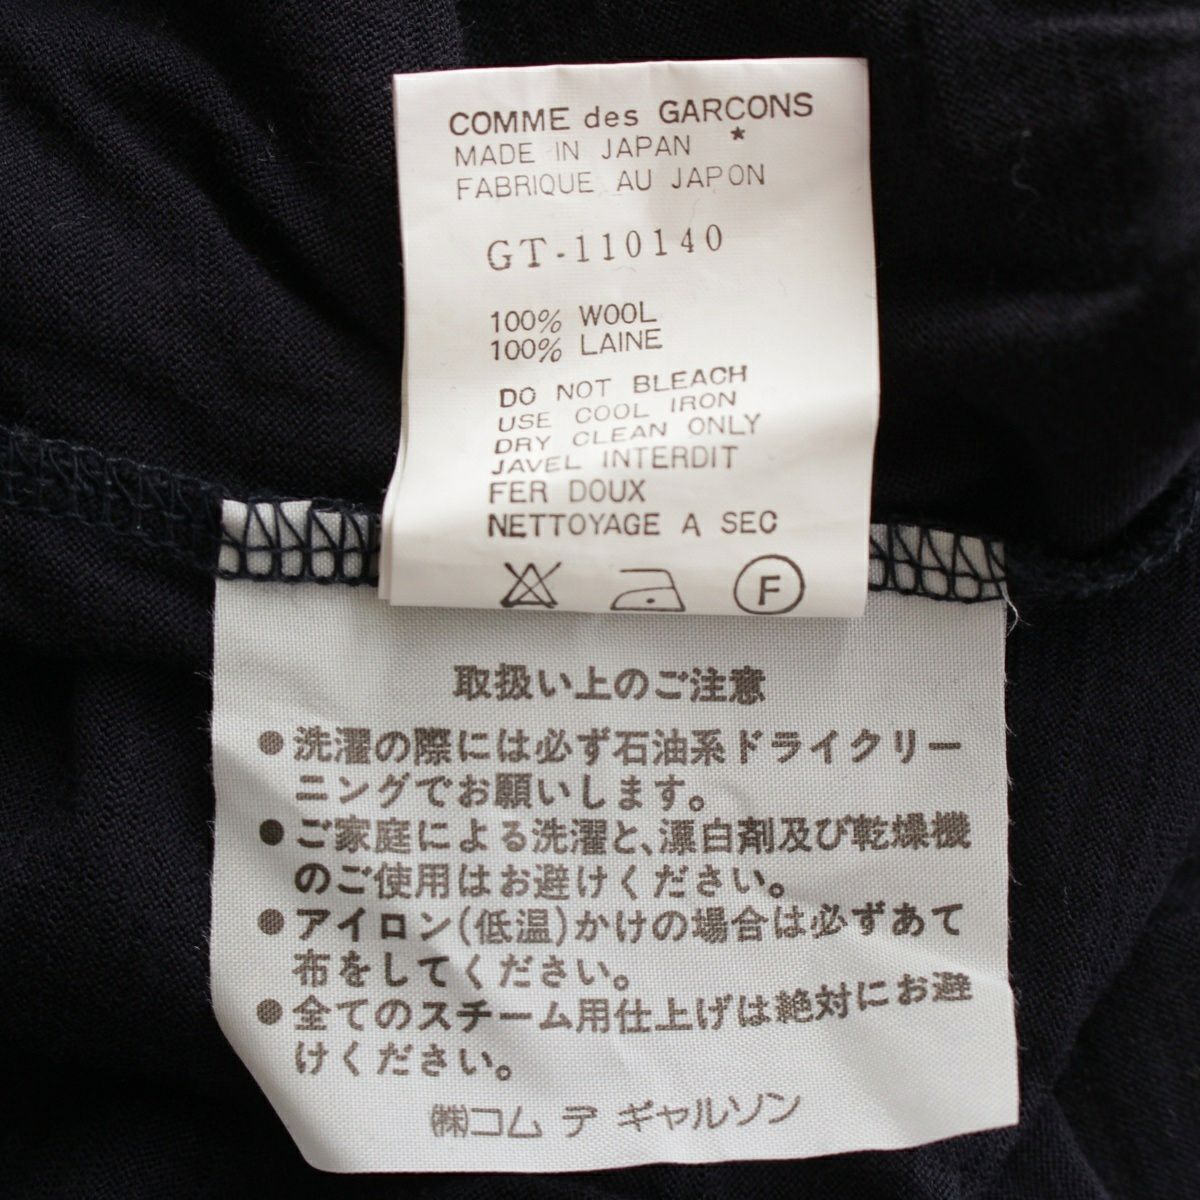 COMME des GARCONS
MADE IN JAPAN *
FABRIQUE AU JAPON
GT-110140
100% WOOL
100% LAINE
DO NOT BLEACH
USE COOL IRON
DRY CLEAN ONLY
JAVEL INTERDIT
FER DOUX
NETTOYAGE A SEC
F
取扱い上のご注意
●洗濯の際には必ず石油系ドライクリー
ニングでお願いします。
●ご家庭による洗濯と、漂白剤及び乾燥機
のご使用はお避けください。
●アイロン(低温)かけの場合は必ずあて
布をしてください。
●全てのスチーム用仕上げは絶対にお避
けください。
㈱コム デ ギャルソン